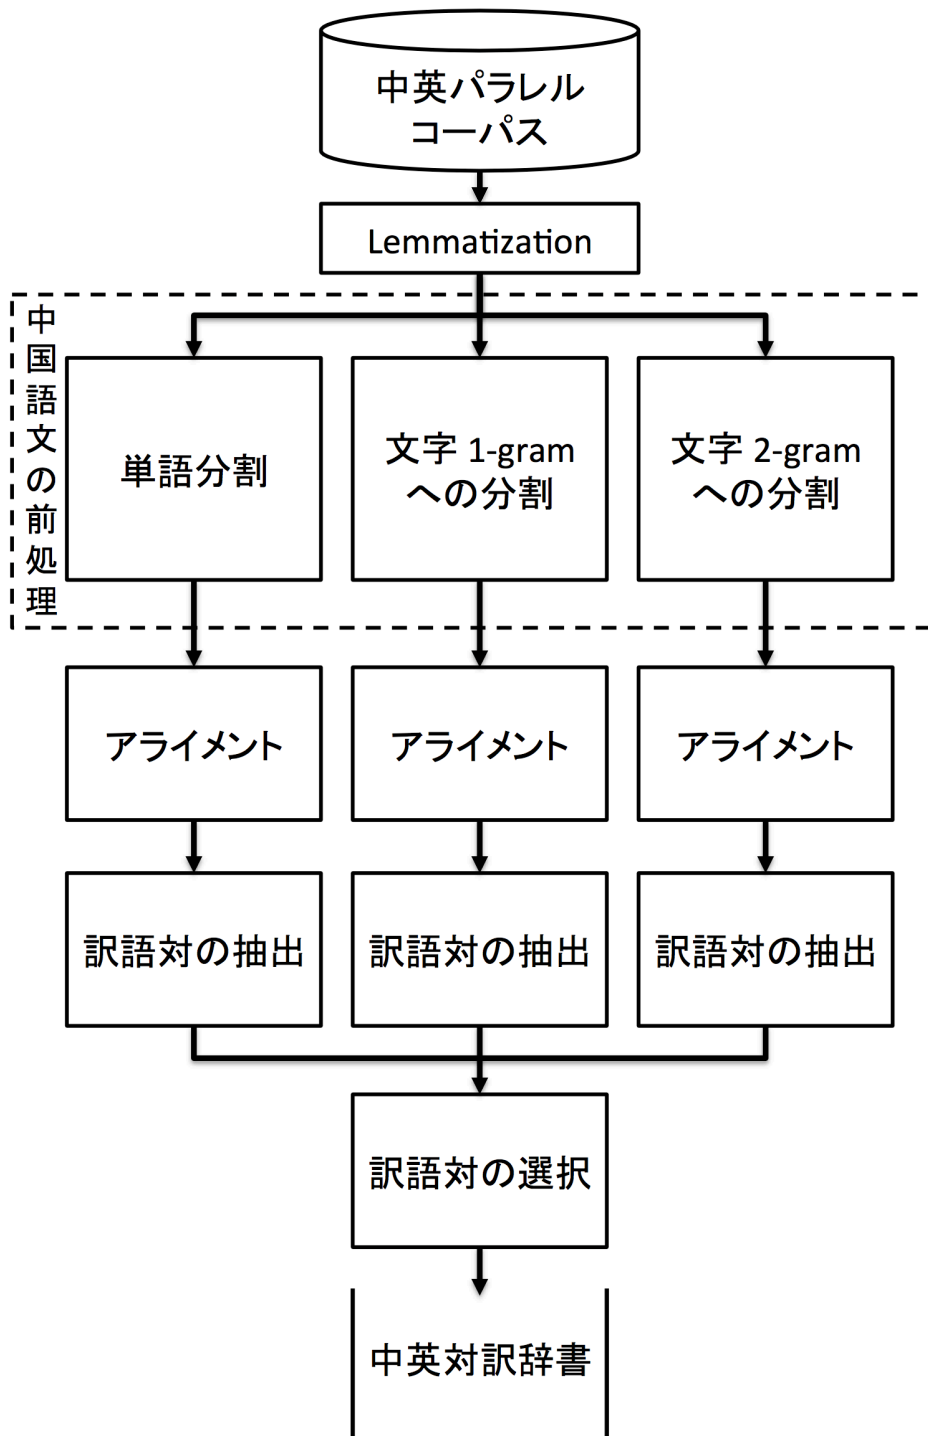 中英パラレル
コーパス
Lemmatization
中国語文の前処理
単語分割
文字 1-gram
への分割
文字 2-gram
への分割
アライメント
アライメント
アライメント
訳語対の抽出
訳語対の抽出
訳語対の抽出
訳語対の選択
中英対訳辞書